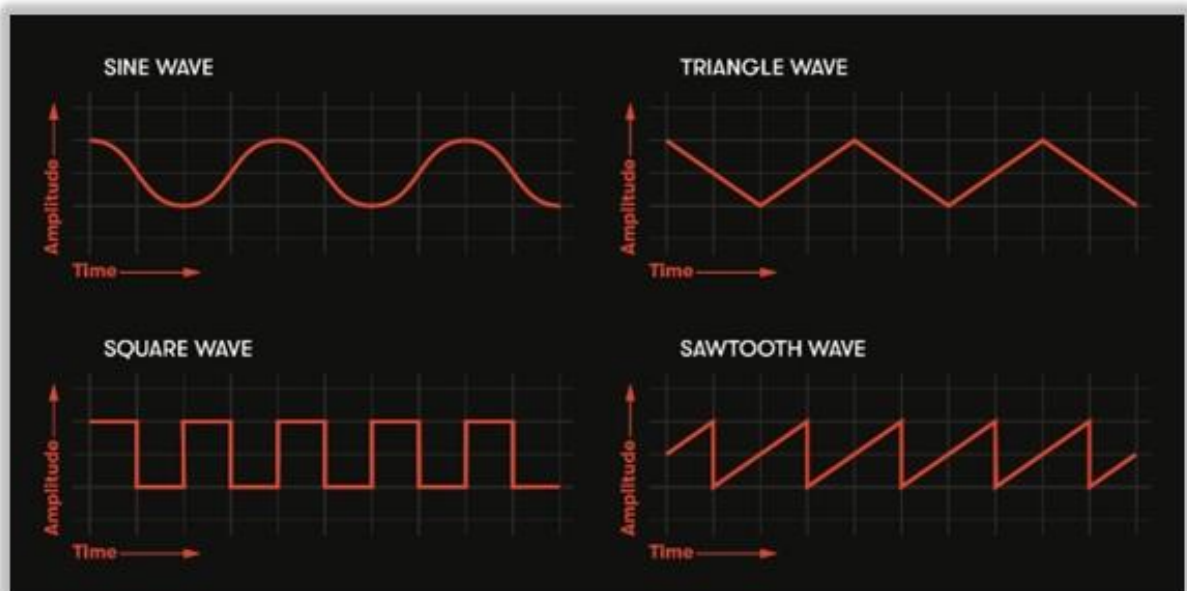 SINE WAVE
Amplitude
Time
TRIANGLE WAVE
Amplitude
Time
SQUARE WAVE
Amplitude
Time
SAWTOOTH WAVE
Amplitude
Time